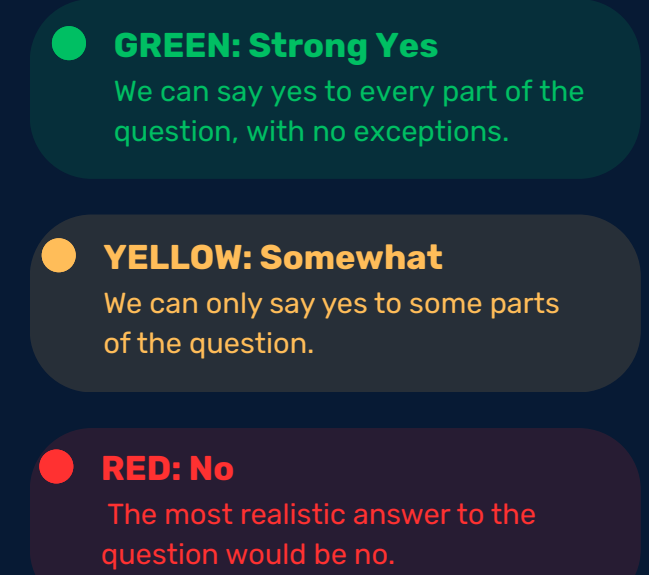 GREEN: Strong Yes
We can say yes to every part of the
question, with no exceptions.
YELLOW: Somewhat
We can only say yes to some parts
of the question.
RED: No
The most realistic answer to the
question would be no.